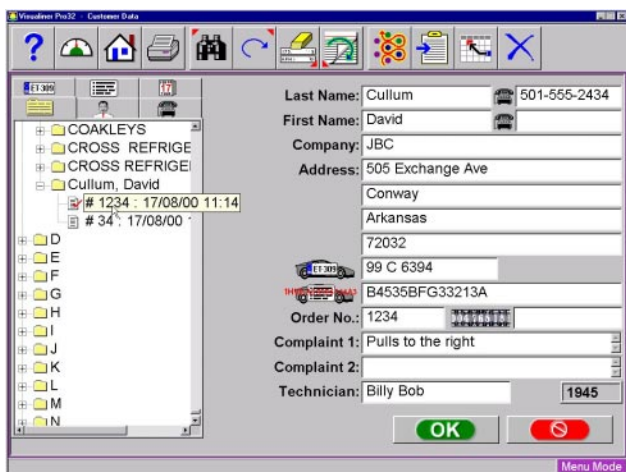 Visualiner Pro32 - Customer Data
ET-309
17
COAKLEYS
CROSS REFRIGE
CROSS REFRIGE
Cullum, David
# 1234 : 17/08/00 11:14
# 34 : 17/08/00
D
E
F
G
H
I
J
K
L
M
N
Last Name: Cullum 501-555-2434
First Name: David
Company: JBC
Address: 505 Exchange Ave
Conway
Arkansas
72032
ET 309 99 C 6394
B4535BFG33213A
Order No.: 1234
Complaint 1: Pulls to the right
Complaint 2:
Technician: Billy Bob 1945
OK
Menu Mode